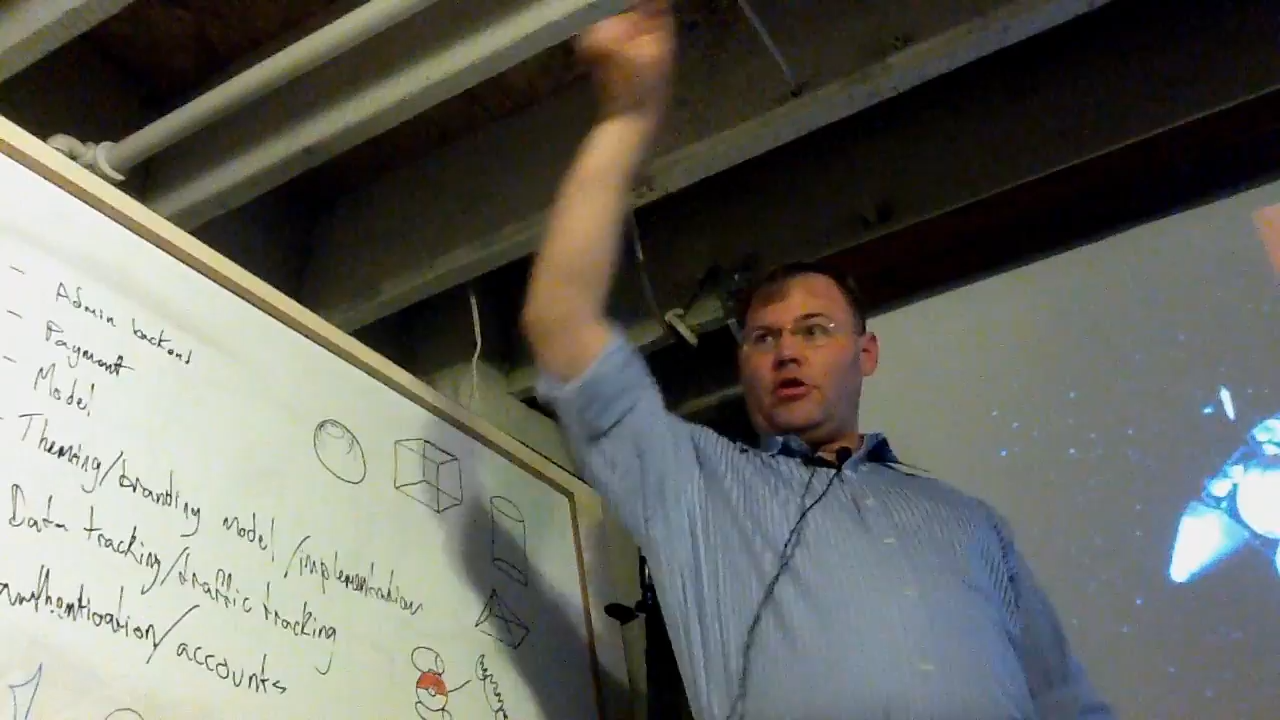 - Admin backend
- Payment
- Model
- Theming/branding model/implementation
Data tracking/traffic tracking
authentication/accounts